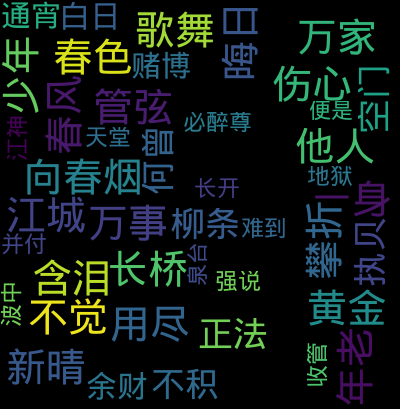 通宵
白日
歌舞
晦日
万家
少年
春色
赌博
伤心
空门
春风
管弦
便是
江神
天堂
何曾
必醉尊
他人
向春烟
长开
地狱
一身
江城
万事
柳条
难到
攀折
执贝
并付
泉台
含泪
长桥
强说
波中
不觉
用尽
正法
黄金
新晴
余财
不积
收管
年老